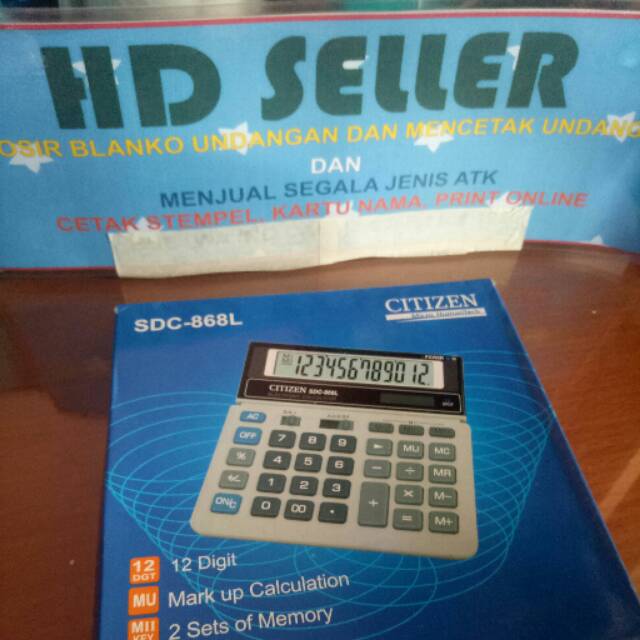 HD SELLER
OSIR BLANKO UNDANGAN DAN MENCETAK UNDANG
DAN
MENJUAL SEGALA JENIS ATK
CETAK STEMPEL, KARTU NAMA, PRINT ONLINE
CITIZEN
SDC-868L
123456789012
CITIZEN SDC-868L
AC
OFF 7 8 9 ▶ MU MC
% 4 5 6 − ÷ MR
+/- 1 2 3 + × M−
ON/C 0 00 • = M+
12 DGT 12 Digit
MU Mark up Calculation
MII KEY 2 Sets of Memory